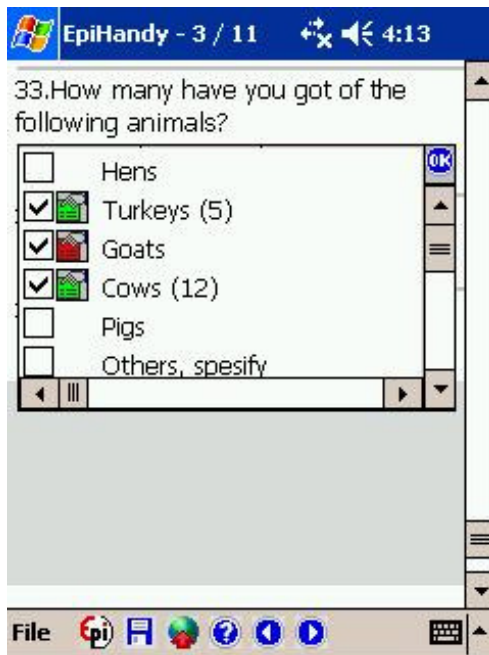 EpiHandy - 3 / 11 4:13
33.How many have you got of the
following animals?
OK
Hens
Turkeys (5)
Goats
Cows (12)
Pigs
Others, spesify
File Epi